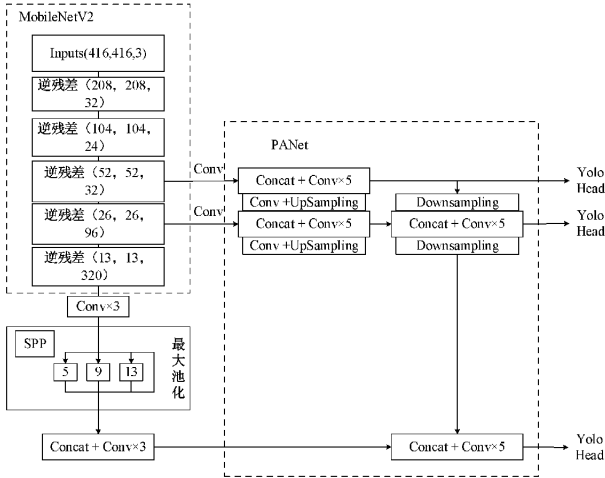 MobileNetV2
Inputs(416,416,3)
逆残差（208，208，
32）
逆残差（104，104，
24）
逆残差（52，52，
32）
逆残差（26，26，
96）
逆残差（13，13，
320）
Conv×3
SPP
5
9
13
最
大
池
化
Concat + Conv×3
Conv
Conv
PANet
Concat + Conv×5
Conv +UpSampling
Concat + Conv×5
Conv +UpSampling
Downsampling
Concat + Conv×5
Downsampling
Concat + Conv×5
Yolo
Head
Yolo
Head
Yolo
Head